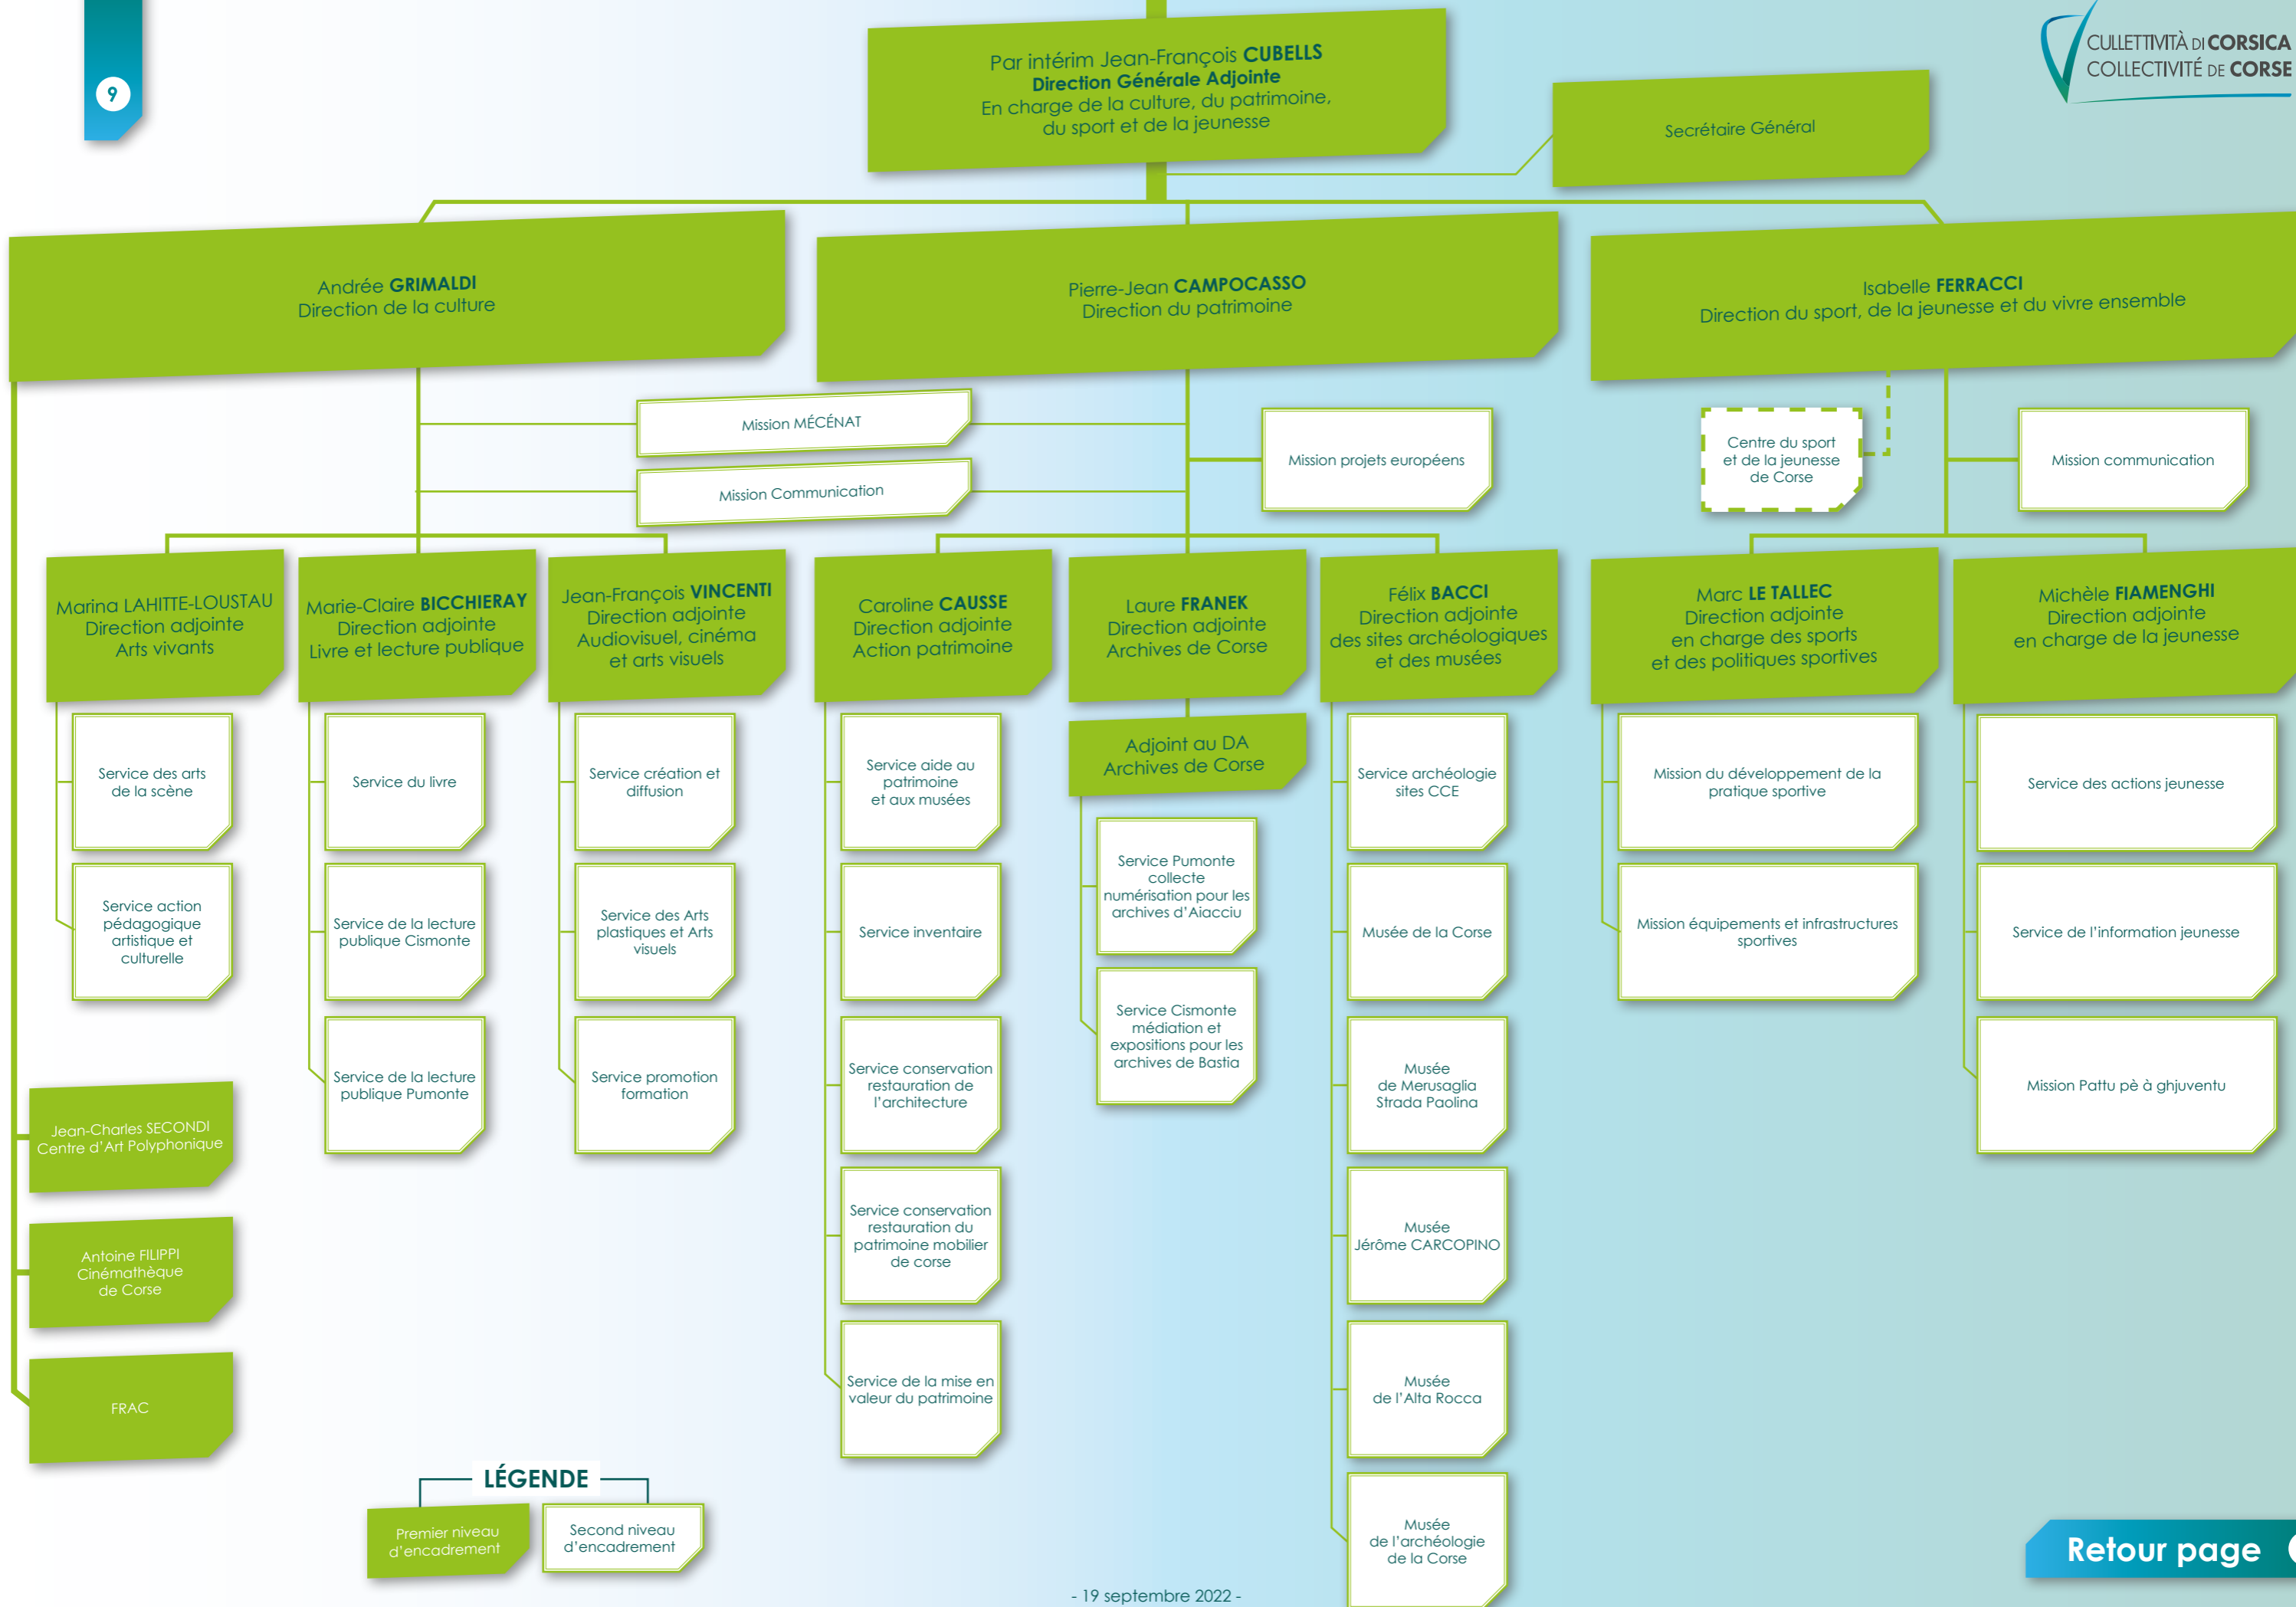 9
CULLETTIVITÀ DI CORSICA
COLLECTIVITÉ DE CORSE
Par intérim Jean-François CUBELLS
Direction Générale Adjointe
En charge de la culture, du patrimoine,
du sport et de la jeunesse
Secrétaire Général
Andrée GRIMALDI
Direction de la culture
Pierre-Jean CAMPOCASSO
Direction du patrimoine
Isabelle FERRACCI
Direction du sport, de la jeunesse et du vivre ensemble
Mission MÉCÉNAT
Mission Communication
Mission projets européens
Centre du sport
et de la jeunesse
de Corse
Mission communication
Marina LAHITTE-LOUSTAU
Direction adjointe
Arts vivants
Marie-Claire BICCHIERAY
Direction adjointe
Livre et lecture publique
Jean-François VINCENTI
Direction adjointe
Audiovisuel, cinéma
et arts visuels
Caroline CAUSSE
Direction adjointe
Action patrimoine
Laure FRANEK
Direction adjointe
Archives de Corse
Félix BACCI
Direction adjointe
des sites archéologiques
et des musées
Marc LE TALLEC
Direction adjointe
en charge des sports
et des politiques sportives
Michèle FIAMENGHI
Direction adjointe
en charge de la jeunesse
Service des arts
de la scène
Service action
pédagogique
artistique et
culturelle
Service du livre
Service de la lecture
publique Cismonte
Service de la lecture
publique Pumonte
Service création et
diffusion
Service des Arts
plastiques et Arts
visuels
Service promotion
formation
Service aide au
patrimoine
et aux musées
Service inventaire
Service conservation
restauration de
l'architecture
Service conservation
restauration du
patrimoine mobilier
de corse
Service de la mise en
valeur du patrimoine
Adjoint au DA
Archives de Corse
Service Pumonte
collecte
numérisation pour les
archives d'Aiacciu
Service Cismonte
médiation et
expositions pour les
archives de Bastia
Service archéologie
sites CCE
Musée de la Corse
Musée
de Merusaglia
Strada Paolina
Musée
Jérôme CARCOPINO
Musée
de l'Alta Rocca
Musée
de l'archéologie
de la Corse
Mission du développement de la
pratique sportive
Mission équipements et infrastructures
sportives
Service des actions jeunesse
Service de l'information jeunesse
Mission Pattu pè à ghjuventu
Jean-Charles SECONDI
Centre d'Art Polyphonique
Antoine FILIPPI
Cinémathèque
de Corse
FRAC
LÉGENDE
Premier niveau
d'encadrement
Second niveau
d'encadrement
- 19 septembre 2022 -
Retour page